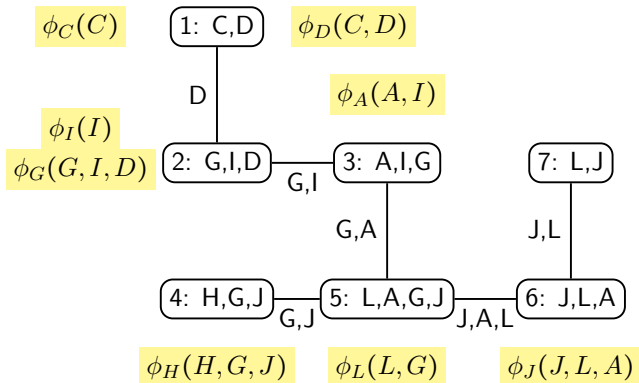 ϕ_C(C)
1: C,D
ϕ_D(C, D)
D
ϕ_A(A, I)
ϕ_I(I)
ϕ_G(G, I, D)
2: G,I,D
G,I
3: A,I,G
7: L,J
G,A
J,L
4: H,G,J
G,J
5: L,A,G,J
J,A,L
6: J,L,A
ϕ_H(H, G, J)
ϕ_L(L, G)
ϕ_J(J, L, A)